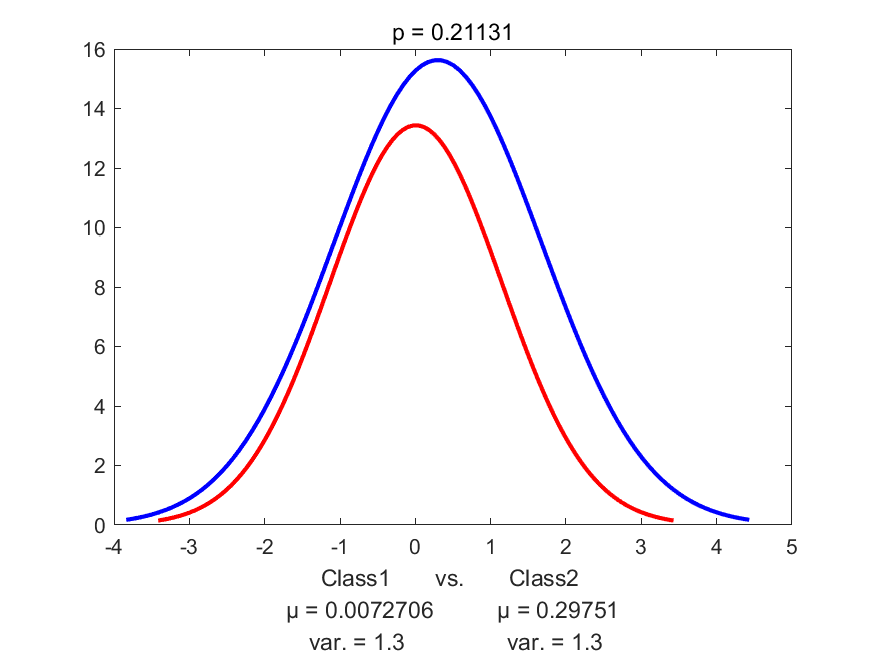 p = 0.21131
16
14
12
10
8
6
4
2
0
-4 -3 -2 -1 0 1 2 3 4 5
Class1 vs. Class2
μ = 0.0072706 μ = 0.29751
var. = 1.3 var. = 1.3